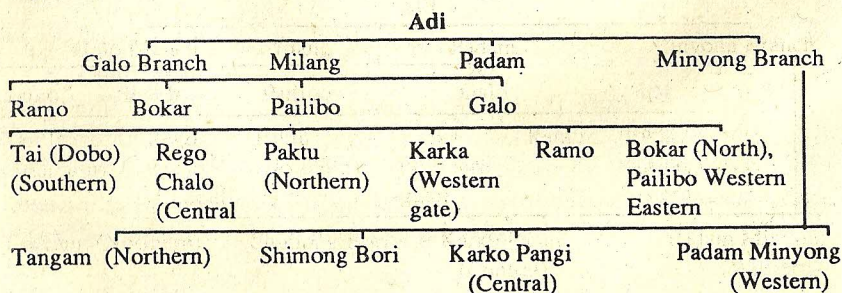 Adi
Galo Branch Milang Padam Minyong Branch
Ramo Bokar Pailibo Galo
Tai (Dobo) Rego Paktu Karka Ramo Bokar (North),
(Southern) Chalo (Northern) (Western Pailibo Western
(Central gate) Eastern
Tangam (Northern) Shimong Bori Karko Pangi Padam Minyong
(Central) (Western)